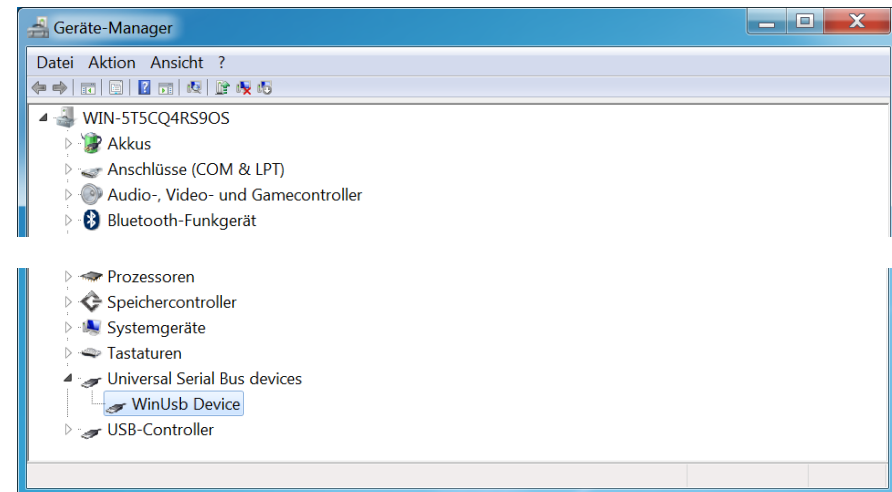 Geräte-Manager
Datei Aktion Ansicht ?
WIN-5T5CQ4RS9OS
Akkus
Anschlüsse (COM & LPT)
Audio-, Video- und Gamecontroller
Bluetooth-Funkgerät
Prozessoren
Speichercontroller
Systemgeräte
Tastaturen
Universal Serial Bus devices
WinUsb Device
USB-Controller